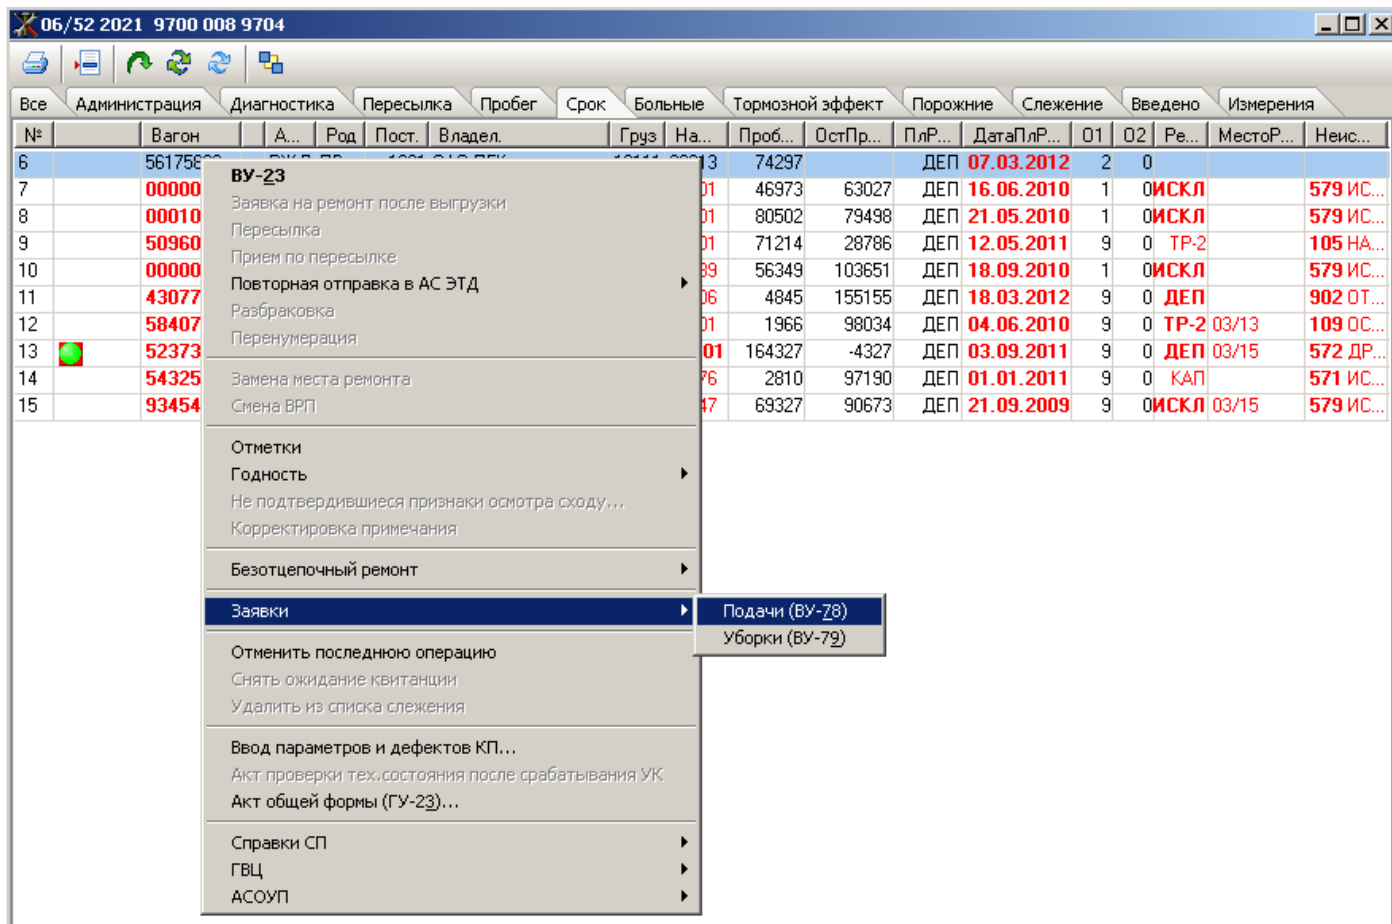 06/52 2021 9700 008 9704
Все Администрация Диагностика Пересылка Пробег Срок Больные Тормозной эффект Порожние Слежение Введено Измерения
№ Вагон А... Род Пост. Владел. Груз На... Проб... ОстПр... ПлР... ДатаПлР... О1 О2 Ре... МестоР... Неис...
6 56175 13 74297 ДЕП 07.03.2012 2 0
7 00000 01 46973 63027 ДЕП 16.06.2010 1 0 ИСКЛ 579 ИС...
8 00010 01 80502 79498 ДЕП 21.05.2010 1 0 ИСКЛ 579 ИС...
9 50960 01 71214 28786 ДЕП 12.05.2011 9 0 ТР-2 105 НА...
10 00000 39 56349 103651 ДЕП 18.09.2010 1 0 ИСКЛ 579 ИС...
11 43077 06 4845 155155 ДЕП 18.03.2012 9 0 ДЕП 902 ОТ...
12 58407 01 1966 98034 ДЕП 04.06.2010 9 0 ТР-2 03/13 109 ОС...
13 52373 01 164327 -4327 ДЕП 03.09.2011 9 0 ДЕП 03/15 572 ДР...
14 54325 76 2810 97190 ДЕП 01.01.2011 9 0 КАП 571 ИС...
15 93454 47 69327 90673 ДЕП 21.09.2009 9 0 ИСКЛ 03/15 579 ИС...
ВУ-23
Заявка на ремонт после выгрузки
Пересылка
Прием по пересылке
Повторная отправка в АС ЭТД
Разбраковка
Перенумерация
Замена места ремонта
Смена ВРП
Отметки
Годность
Не подтвердившиеся признаки осмотра сходу...
Корректировка примечания
Безотцепочный ремонт
Заявки
Подачи (ВУ-78)
Уборки (ВУ-79)
Отменить последнюю операцию
Снять ожидание квитанции
Удалить из списка слежения
Ввод параметров и дефектов КП...
Акт проверки тех.состояния после срабатывания УК
Акт общей формы (ГУ-23)...
Справки СП
ГВЦ
АСОУП